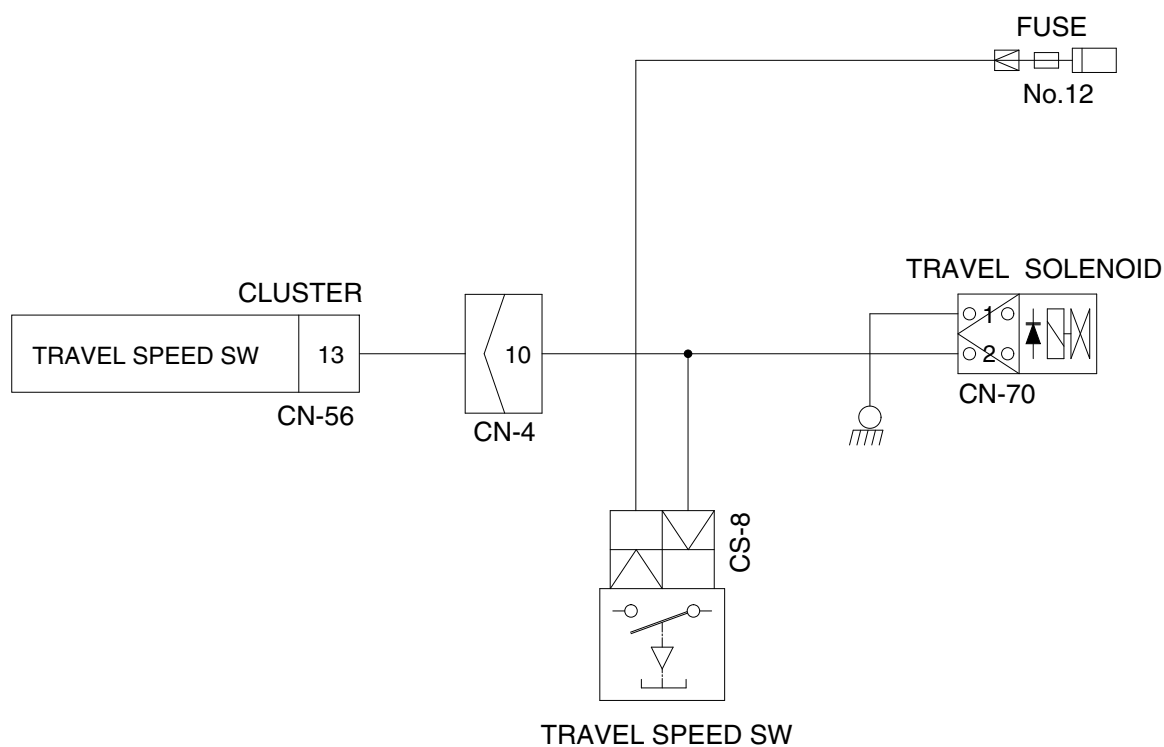 FUSE
No.12
TRAVEL SOLENOID
1
2
CN-70
CLUSTER
TRAVEL SPEED SW 13
CN-56
10
CN-4
CS-8
TRAVEL SPEED SW